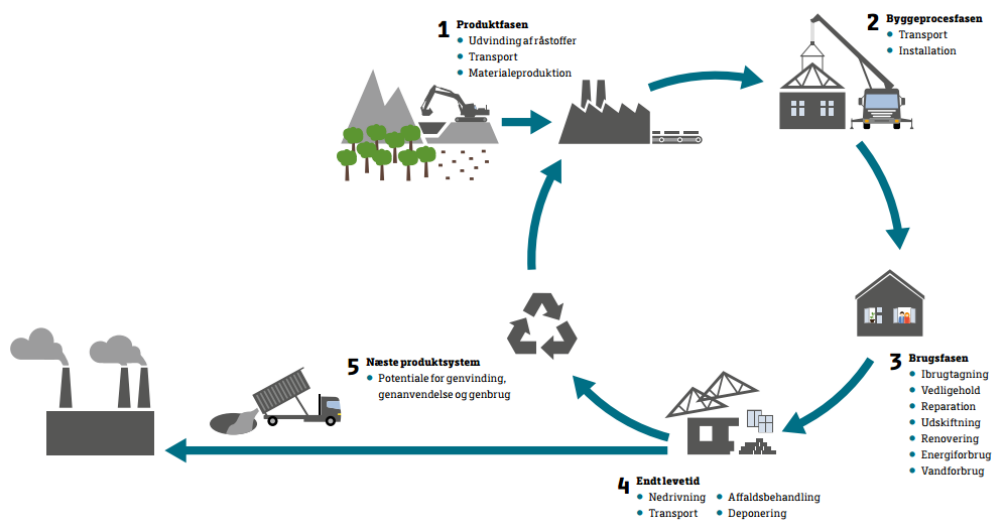 1 Produktfasen
• Udvinding af råstoffer
• Transport
• Materialeproduktion
2 Byggeprocesfasen
• Transport
• Installation
3 Brugsfasen
• Ibrugtagning
• Vedligehold
• Reparation
• Udskiftning
• Renovering
• Energiforbrug
• Vandforbrug
4 Endt levetid
• Nedrivning • Affaldsbehandling
• Transport • Deponering
5 Næste produktsystem
• Potentiale for genvinding,
genanvendelse og genbrug